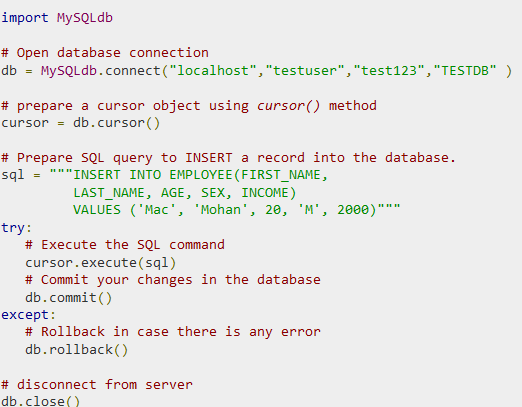 import MySQLdb
# Open database connection
db = MySQLdb.connect("localhost","testuser","test123","TESTDB" )
# prepare a cursor object using cursor() method
cursor = db.cursor()
# Prepare SQL query to INSERT a record into the database.
sql = """INSERT INTO EMPLOYEE(FIRST_NAME,
         LAST_NAME, AGE, SEX, INCOME)
         VALUES ('Mac', 'Mohan', 20, 'M', 2000)"""
try:
   # Execute the SQL command
   cursor.execute(sql)
   # Commit your changes in the database
   db.commit()
except:
   # Rollback in case there is any error
   db.rollback()
# disconnect from server
db.close()